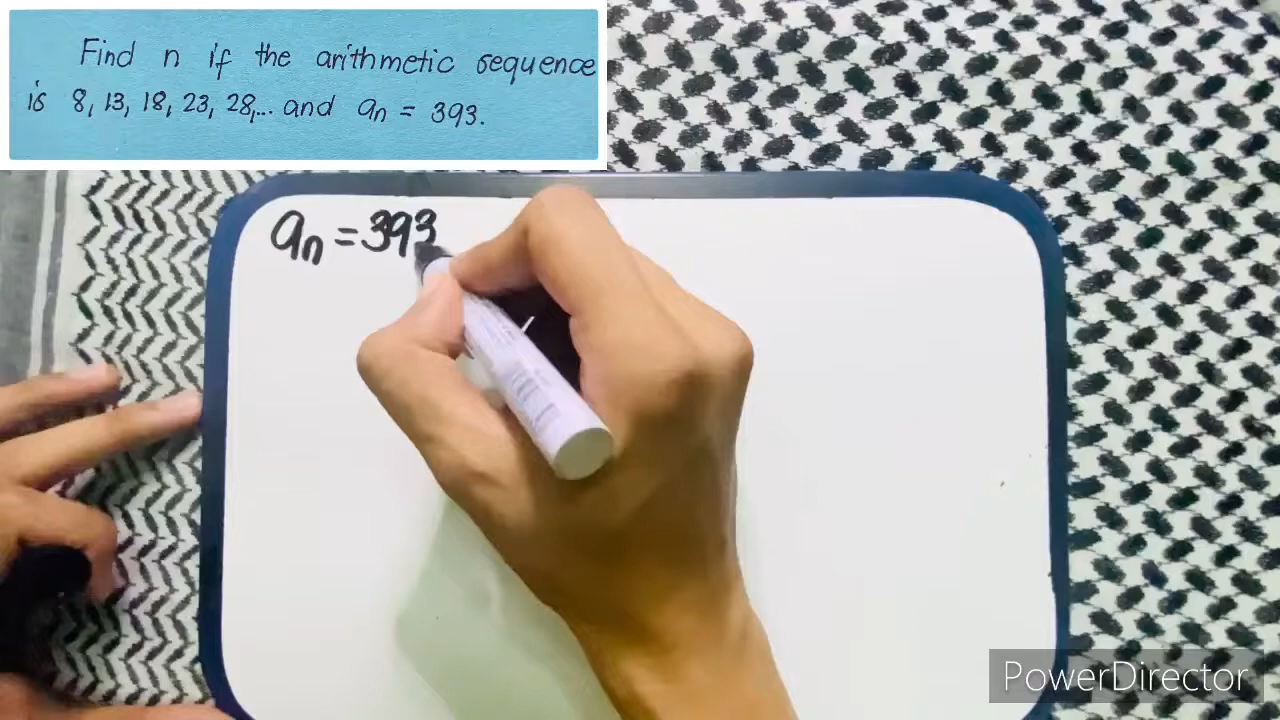 Find n if the arithmetic sequence
is 8, 13, 18, 23, 28,... and aₙ = 393.
aₙ = 393
PowerDirector